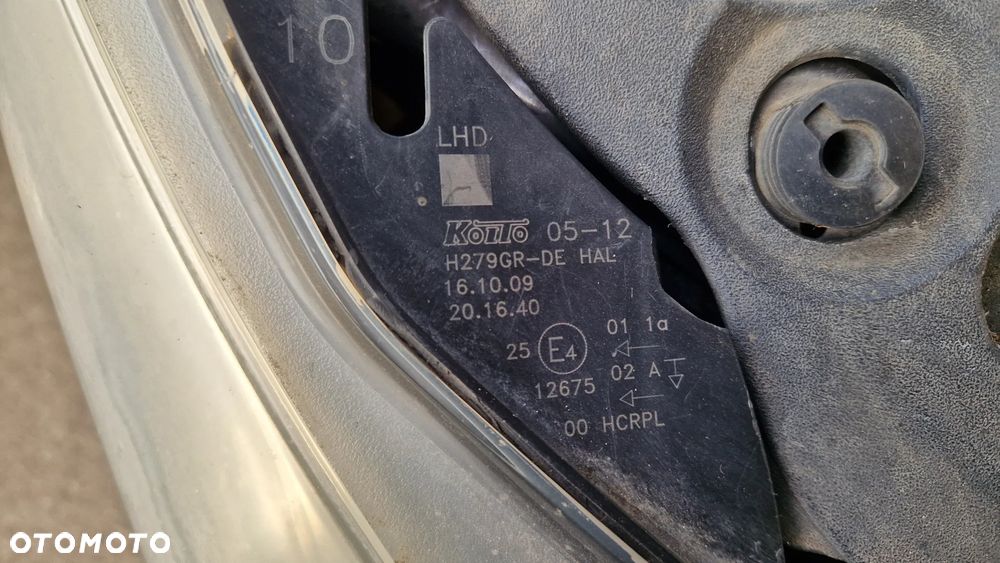 10
LHD
KOITO 05-12
H279GR-DE HAL
16.10.09
20.16.40
25 E4 01 1a
12675 02 A
00 HCRPL
OTOMOTO